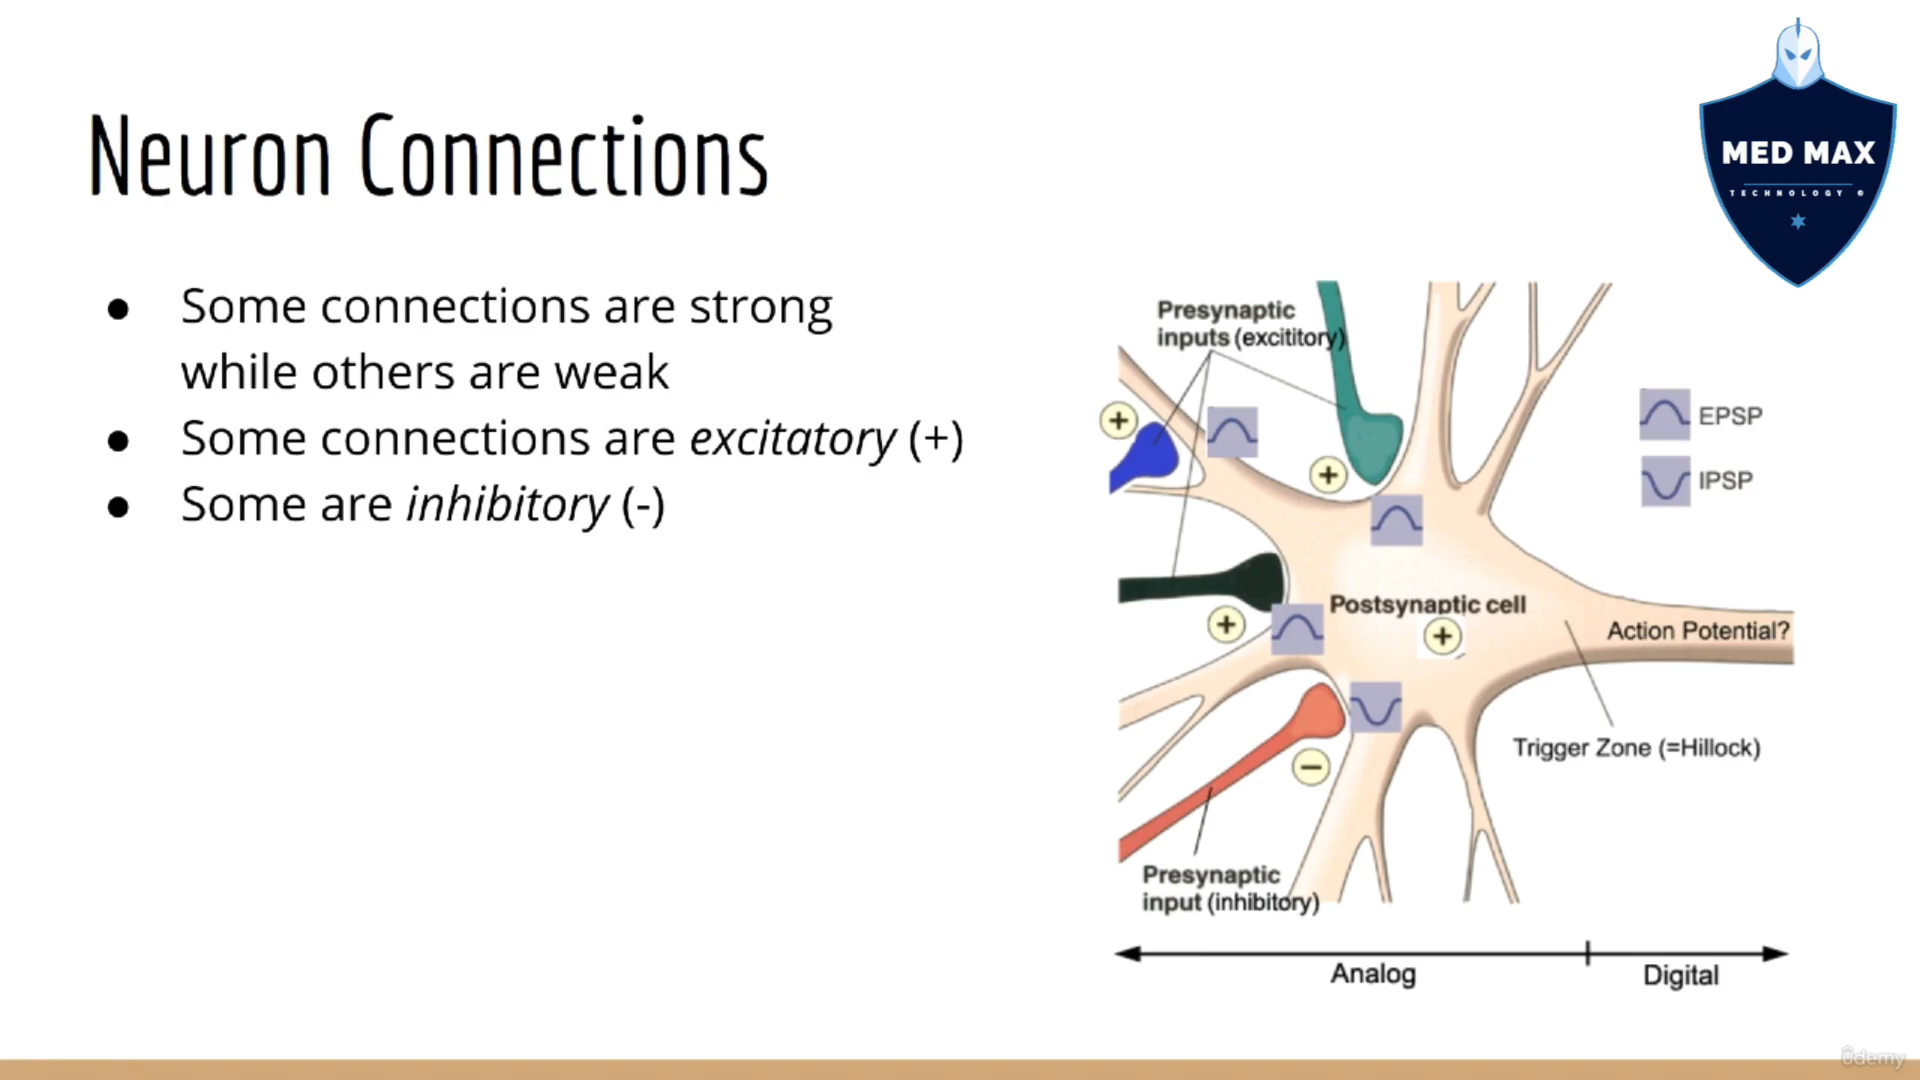 Neuron Connections
MED MAX
TECHNOLOGY ®
● Some connections are strong
while others are weak
● Some connections are excitatory (+)
● Some are inhibitory (-)
Presynaptic
inputs (excititory)
+
+
EPSP
IPSP
+
Postsynaptic cell
+
Action Potential?
Trigger Zone (=Hillock)
−
Presynaptic
input (inhibitory)
Analog
Digital
ûdemy